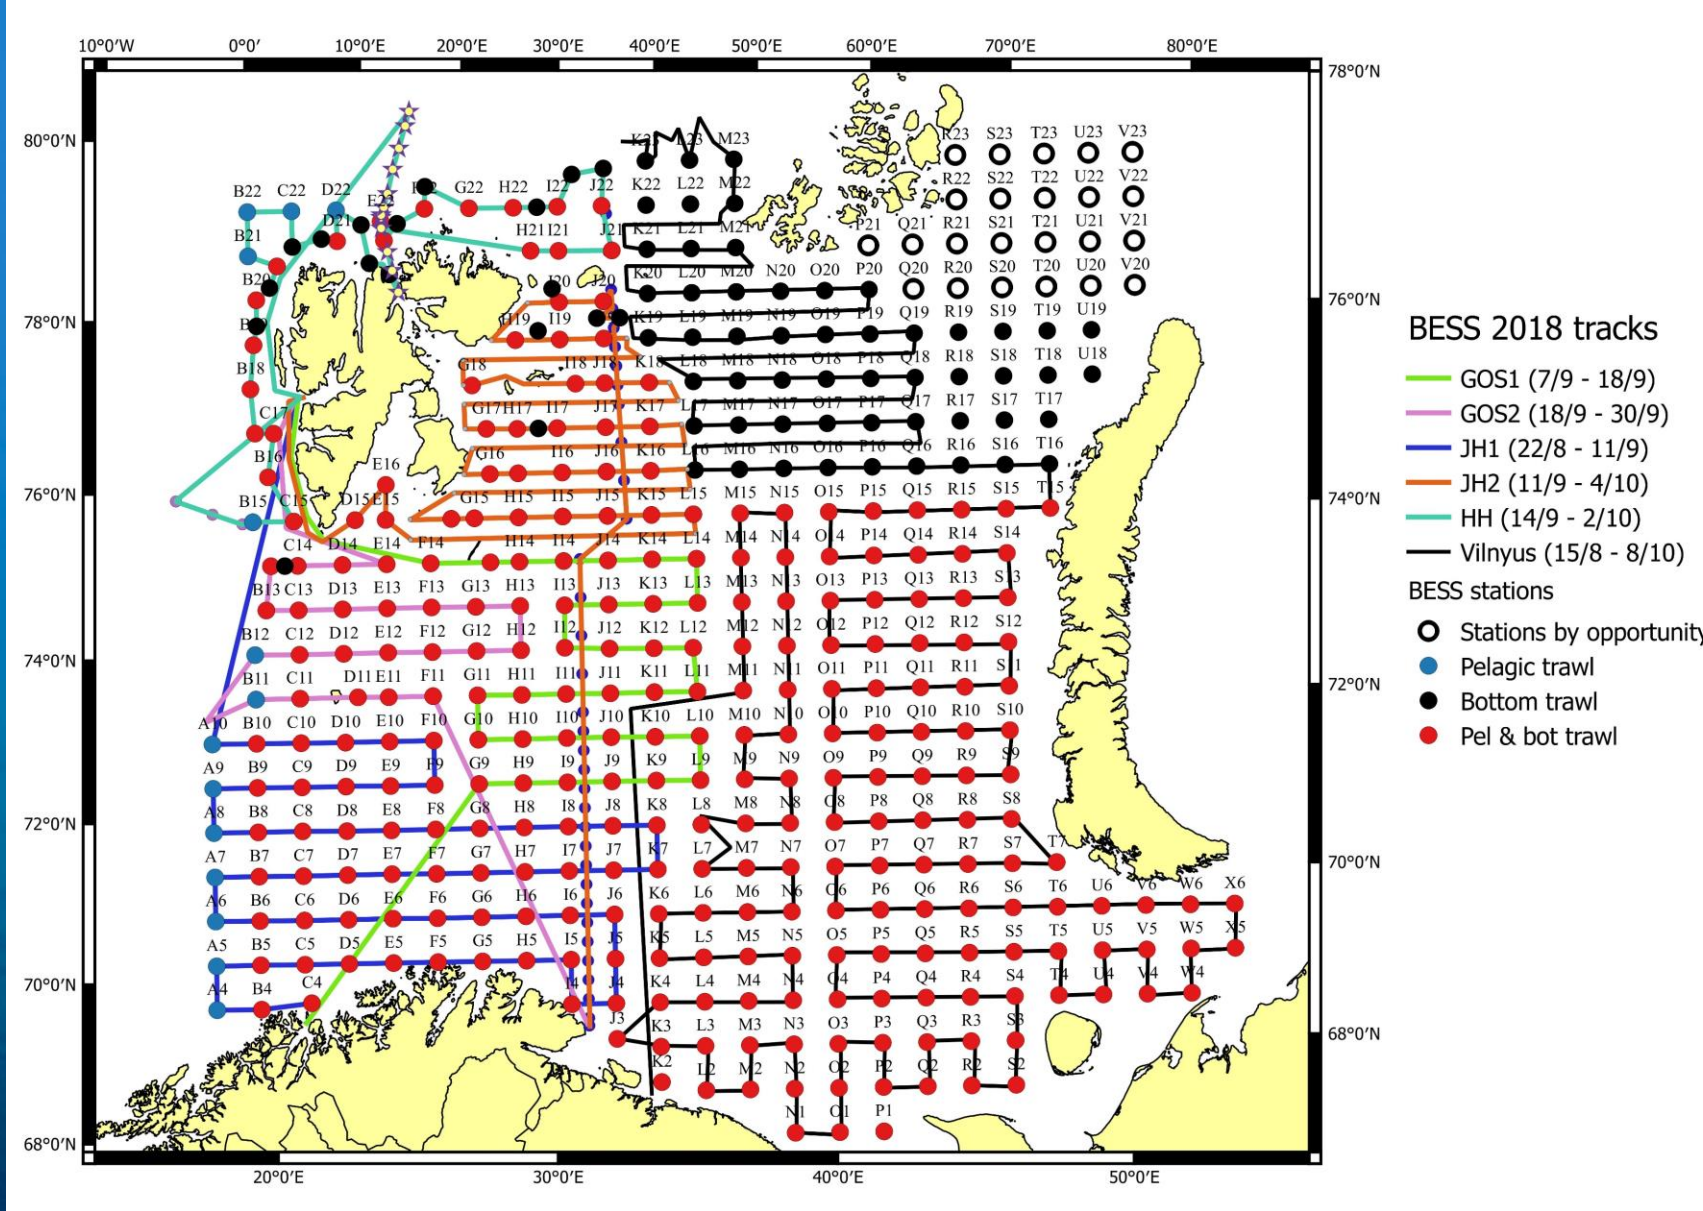 10°0'W 0°0' 10°0'E 20°0'E 30°0'E 40°0'E 50°0'E 60°0'E 70°0'E 80°0'E
78°0'N
80°0'N
K23 L23 M23 R23 S23 T23 U23 V23
B22 C22 D22 E22 G22 H22 I22 J22 K22 L22 M22 R22 S22 T22 U22 V22
B21 D21 H21 I21 J21 K21 L21 M21 P21 Q21 R21 S21 T21 U21 V21
B20 J20 K20 L20 M20 N20 O20 P20 Q20 R20 S20 T20 U20 V20
76°0'N
78°0'N
H19 I19 K19 L19 M19 N19 O19 P19 Q19 R19 S19 T19 U19
B18 G18 I18 J18 K18 L18 M18 N18 O18 P18 Q18 R18 S18 T18 U18
C17 G17 H17 I17 J17 K17 L17 M17 N17 O17 P17 Q17 R17 S17 T17
B16 E16 G16 I16 J16 K16 L16 M16 N16 O16 P16 Q16 R16 S16 T16
76°0'N
74°0'N
B15 C15 D15 E15 G15 H15 I15 J15 K15 L15 M15 N15 O15 P15 Q15 R15 S15 T15
C14 D14 E14 F14 H14 I14 J14 K14 L14 M14 N14 O14 P14 Q14 R14 S14
B13 C13 D13 E13 F13 G13 H13 I13 J13 K13 L13 M13 N13 O13 P13 Q13 R13 S13
B12 C12 D12 E12 F12 G12 H12 I12 J12 K12 L12 M12 N12 O12 P12 Q12 R12 S12
74°0'N
72°0'N
B11 C11 D11 E11 F11 G11 H11 I11 J11 K11 L11 M11 N11 O11 P11 Q11 R11 S11
A10 B10 C10 D10 E10 F10 G10 H10 I10 J10 K10 L10 M10 N10 O10 P10 Q10 R10 S10
A9 B9 C9 D9 E9 F9 G9 H9 I9 J9 K9 L9 M9 N9 O9 P9 Q9 R9 S9
A8 B8 C8 D8 E8 F8 G8 H8 I8 J8 K8 L8 M8 N8 O8 P8 Q8 R8 S8
72°0'N
70°0'N
A7 B7 C7 D7 E7 F7 G7 H7 I7 J7 K7 L7 M7 N7 O7 P7 Q7 R7 S7 T7
A6 B6 C6 D6 E6 F6 G6 H6 I6 J6 K6 L6 M6 N6 O6 P6 Q6 R6 S6 T6 U6 V6 W6 X6
A5 B5 C5 D5 E5 F5 G5 H5 I5 J5 K5 L5 M5 N5 O5 P5 Q5 R5 S5 T5 U5 V5 W5 X5
A4 B4 C4 I4 J4 K4 L4 M4 N4 O4 P4 Q4 R4 S4 T4 U4 V4 W4
70°0'N
68°0'N
J3 K3 L3 M3 N3 O3 P3 Q3 R3 S3
K2 L2 M2 N2 O2 P2 Q2 R2 S2
N1 O1 P1
68°0'N
20°0'E 30°0'E 40°0'E 50°0'E
BESS 2018 tracks
GOS1 (7/9 - 18/9)
GOS2 (18/9 - 30/9)
JH1 (22/8 - 11/9)
JH2 (11/9 - 4/10)
HH (14/9 - 2/10)
Vilnyus (15/8 - 8/10)
BESS stations
Stations by opportunity
Pelagic trawl
Bottom trawl
Pel & bot trawl